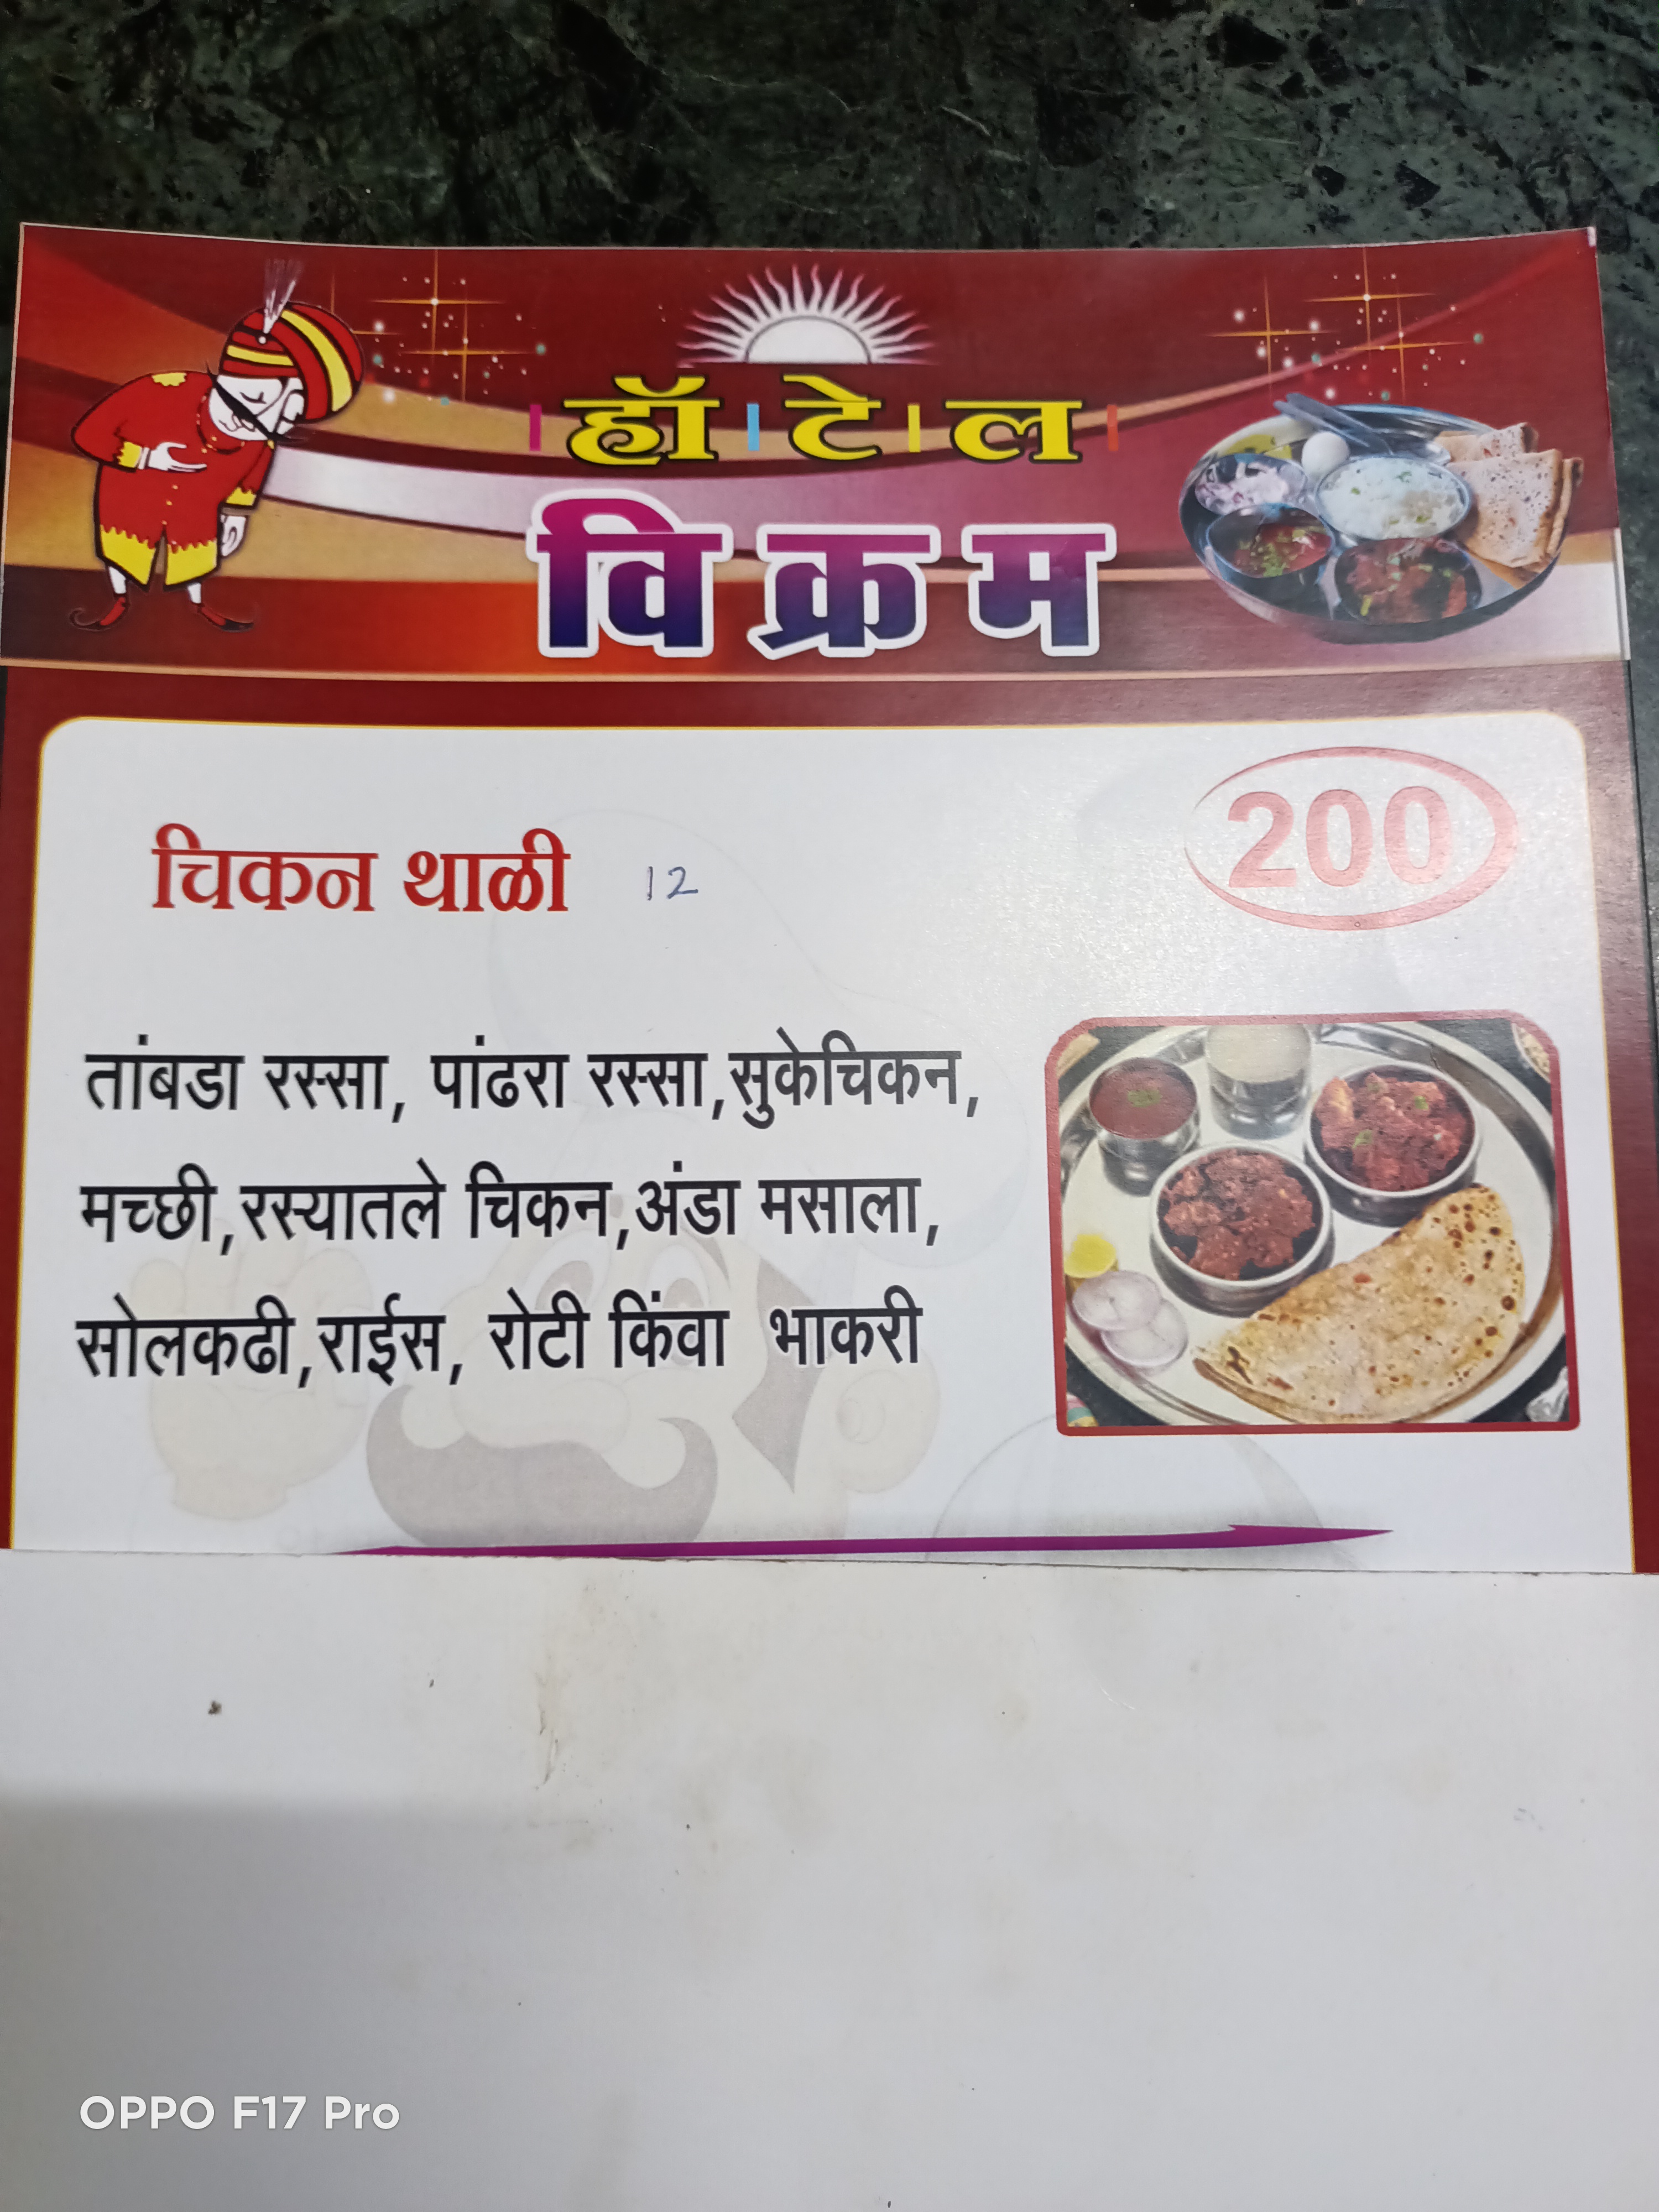 हॉटेल
विक्रम
200
चिकन थाळी 12
तांबडा रस्सा, पांढरा रस्सा,सुकेचिकन,
मच्छी,रस्यातले चिकन,अंडा मसाला,
सोलकढी,राईस, रोटी किंवा भाकरी
OPPO F17 Pro